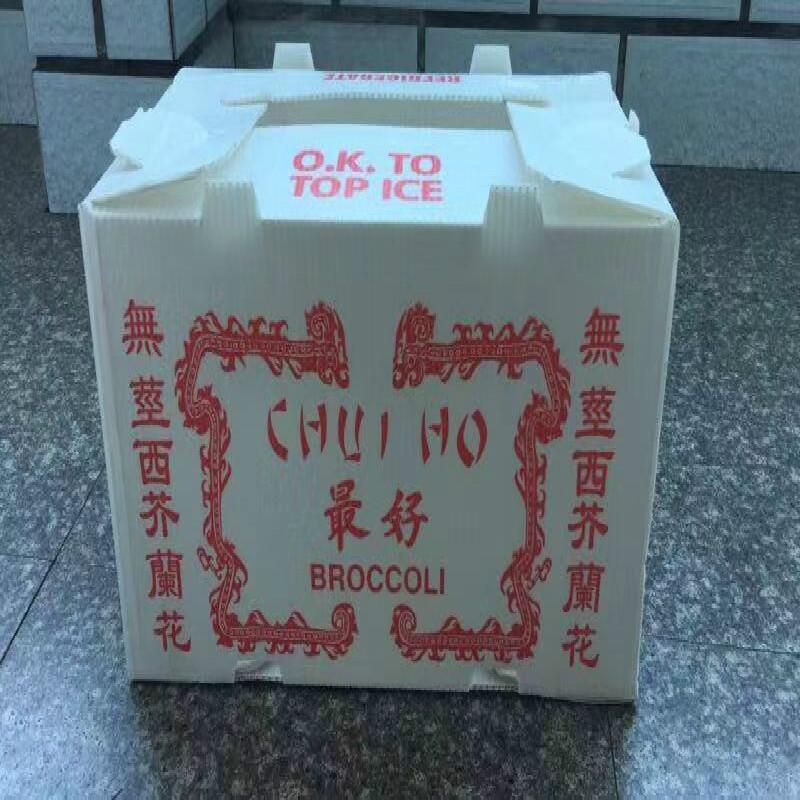 REFRIGERATE
O.K. TO
TOP ICE
無莖西芥蘭花
CHUI HO
最好
BROCCOLI
無莖西芥蘭花